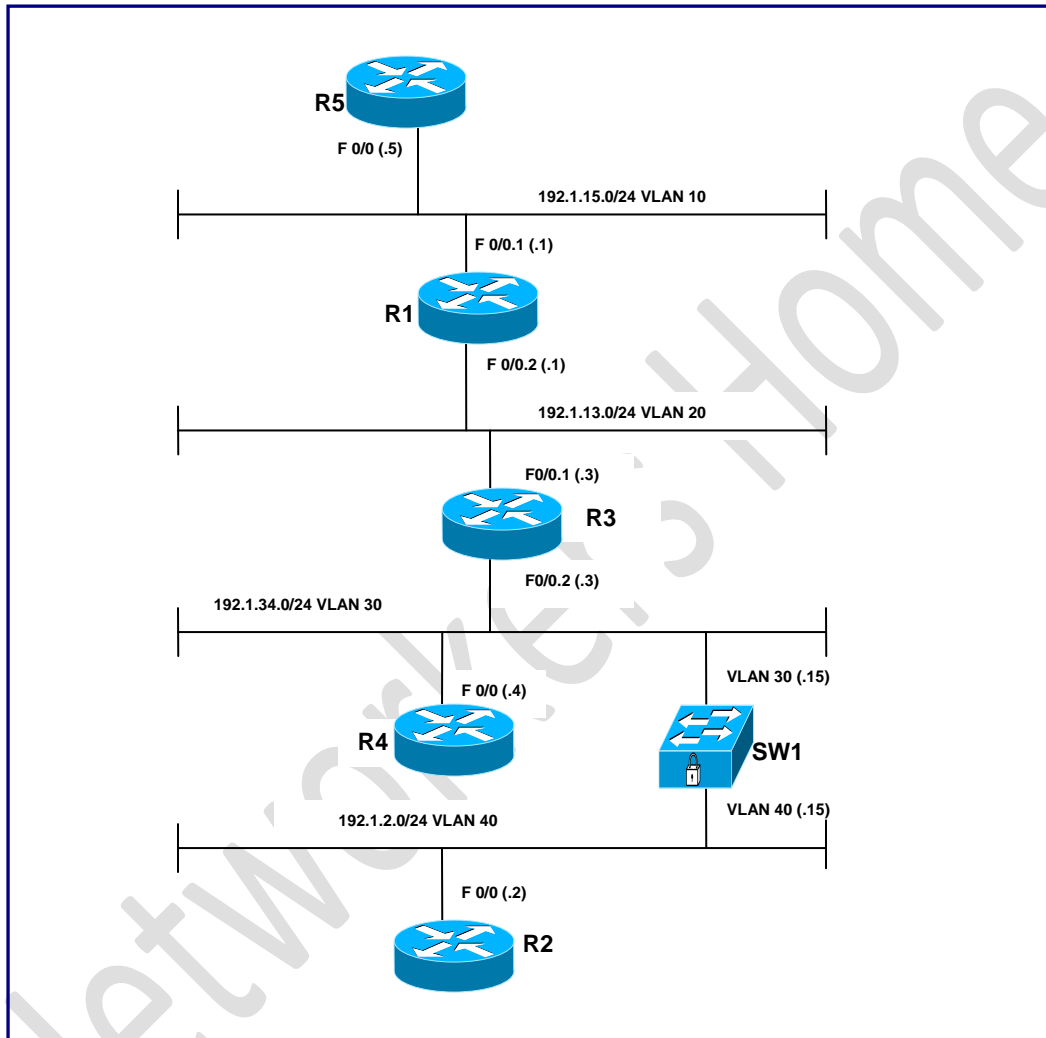 R5
F 0/0 (.5)
192.1.15.0/24 VLAN 10
F 0/0.1 (.1)
R1
F 0/0.2 (.1)
192.1.13.0/24 VLAN 20
F0/0.1 (.3)
R3
F0/0.2 (.3)
192.1.34.0/24 VLAN 30
F 0/0 (.4)
VLAN 30 (.15)
R4
SW1
192.1.2.0/24 VLAN 40
VLAN 40 (.15)
F 0/0 (.2)
R2
Home